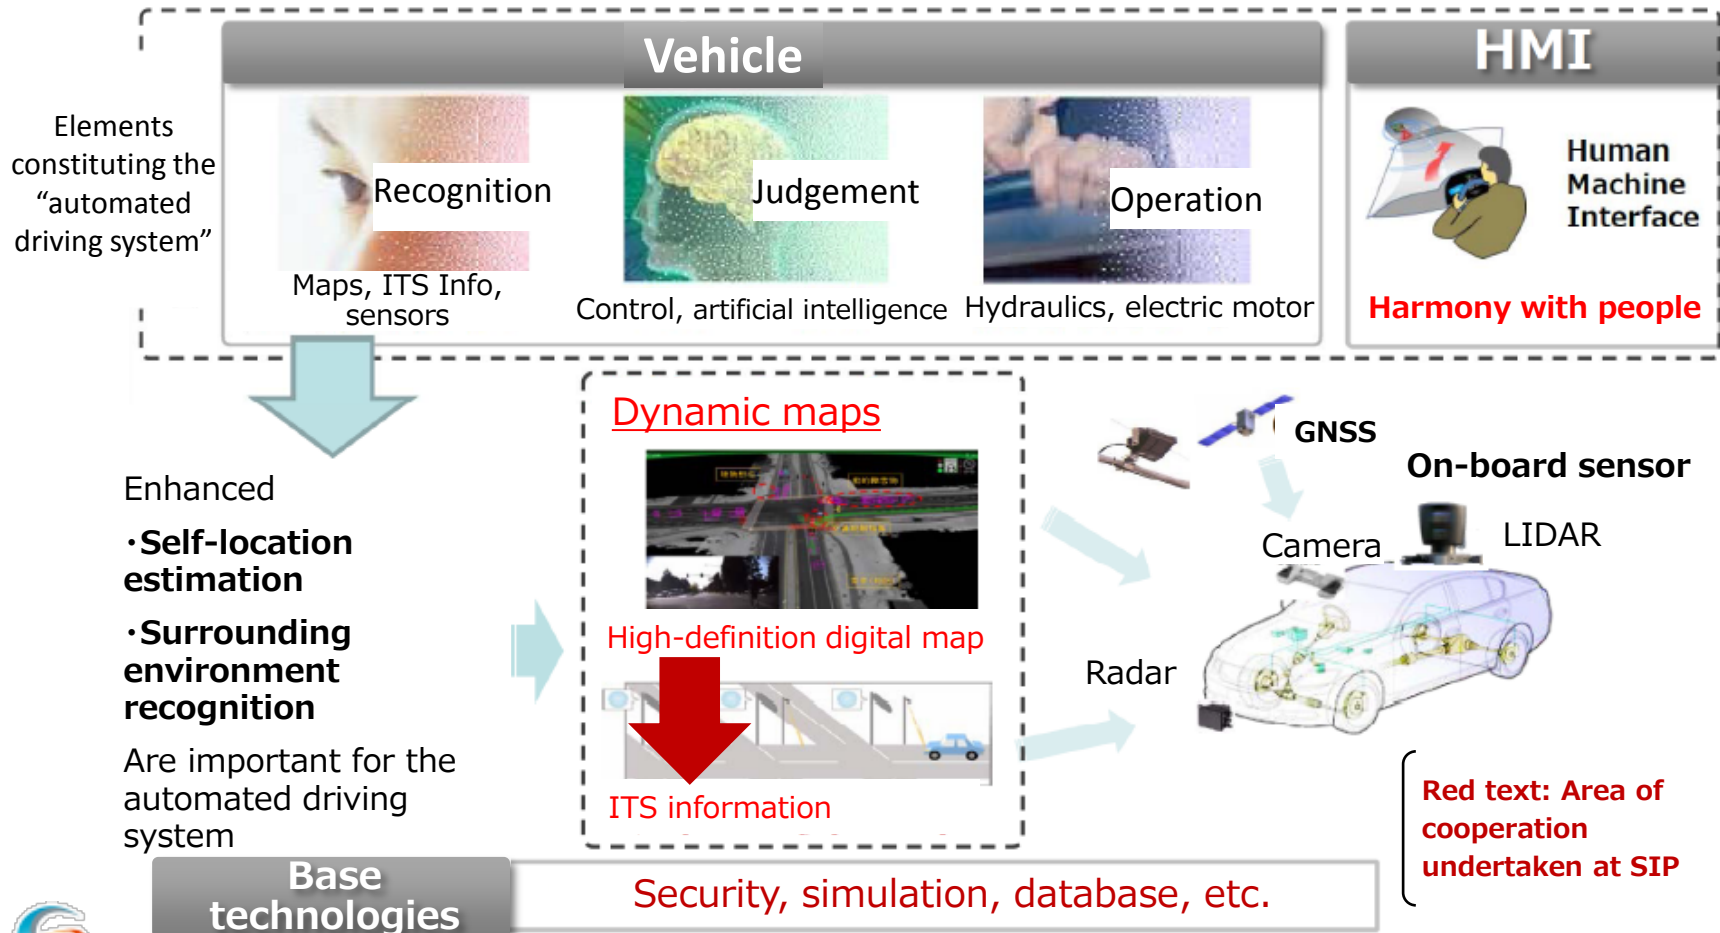 Vehicle
HMI
Elements
constituting the
“automated
driving system”
Recognition
Judgement
Operation
Maps, ITS Info,
sensors
Control, artificial intelligence
Hydraulics, electric motor
Human
Machine
Interface
Harmony with people
Enhanced
・Self-location
estimation
・Surrounding
environment
recognition
Are important for the
automated driving
system
Dynamic maps
High-definition digital map
ITS information
GNSS
On-board sensor
Camera
LIDAR
Radar
Red text: Area of
cooperation
undertaken at SIP
Base
technologies
Security, simulation, database, etc.